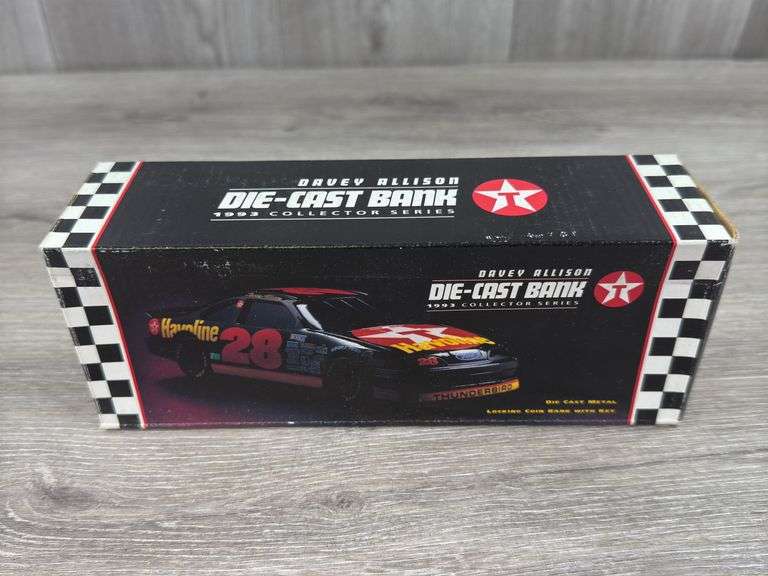 DAVEY ALLISON
DIE-CAST BANK
1993 COLLECTOR SERIES
T
DAVEY ALLISON
DIE-CAST BANK
1993 COLLECTOR SERIES
T
Havoline
28
Havoline
THUNDERBIRD
DIE CAST METAL
LOCKING COIN BANK WITH KEY